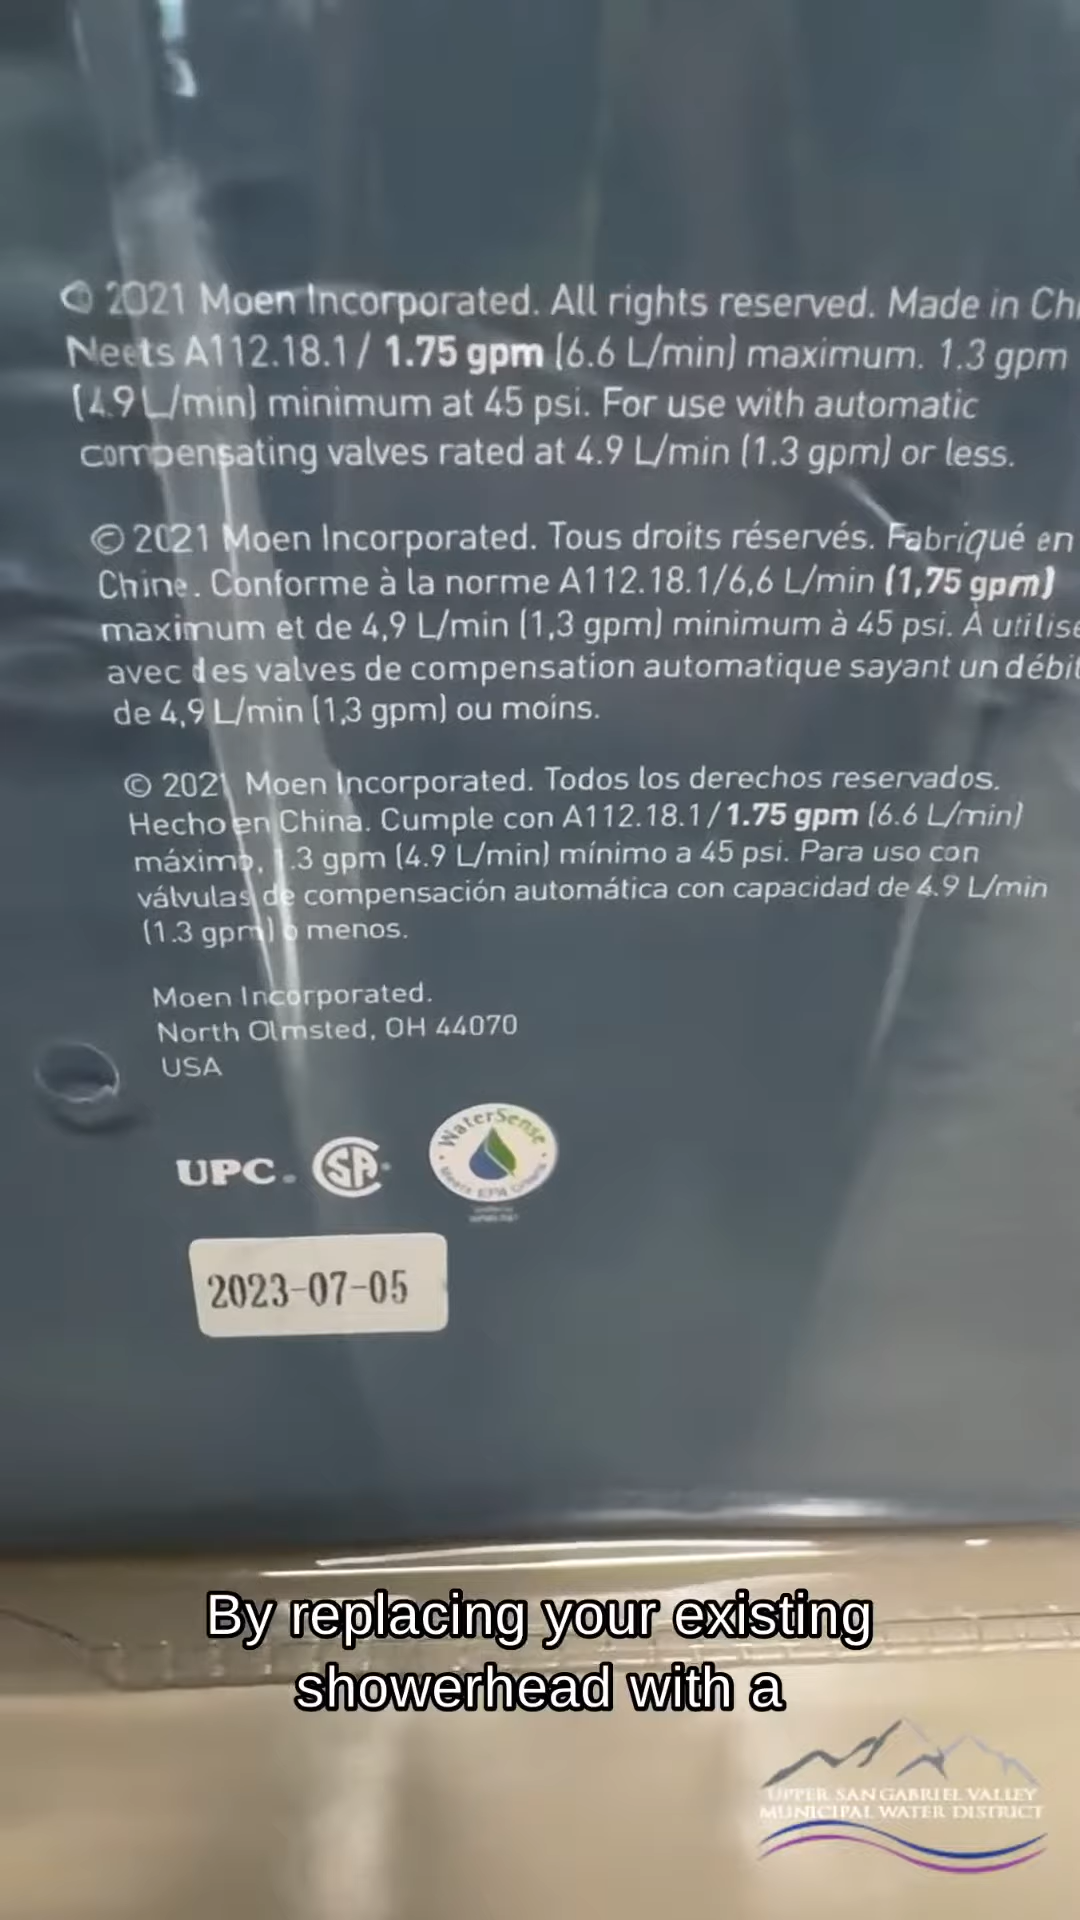 © 2021 Moen Incorporated. All rights reserved. Made in Chi
Meets A112.18.1/ 1.75 gpm (6.6 L/min) maximum. 1.3 gpm
(4.9 L/min) minimum at 45 psi. For use with automatic
compensating valves rated at 4.9 L/min (1.3 gpm) or less.
© 2021 Moen Incorporated. Tous droits réservés. Fabriqué en
Chine. Conforme à la norme A112.18.1/6,6 L/min (1,75 gpm)
maximum et de 4,9 L/min (1,3 gpm) minimum à 45 psi. À utilise
avec des valves de compensation automatique sayant un débit
de 4,9 L/min (1,3 gpm) ou moins.
© 2021 Moen Incorporated. Todos los derechos reservados.
Hecho en China. Cumple con A112.18.1/1.75 gpm (6.6 L/min)
máximo, 1.3 gpm (4.9 L/min) mínimo a 45 psi. Para uso con
válvulas de compensación automática con capacidad de 4.9 L/min
(1.3 gpm) o menos.
Moen Incorporated.
North Olmsted, OH 44070
USA
WaterSense
UPC.
Meets EPA Criteria
2023-07-05
By replacing your existing
showerhead with a
UPPER SAN GABRIEL VALLEY
MUNICIPAL WATER DISTRICT